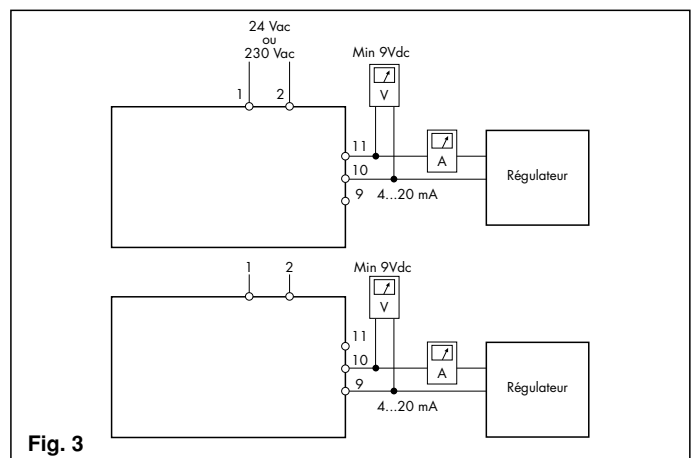 24 Vac
ou
230 Vac
Min 9Vdc
1 2
V
11
A
10
Régulateur
9 4...20 mA
1 2
Min 9Vdc
V
11
10
A
9
Régulateur
4...20 mA
Fig. 3